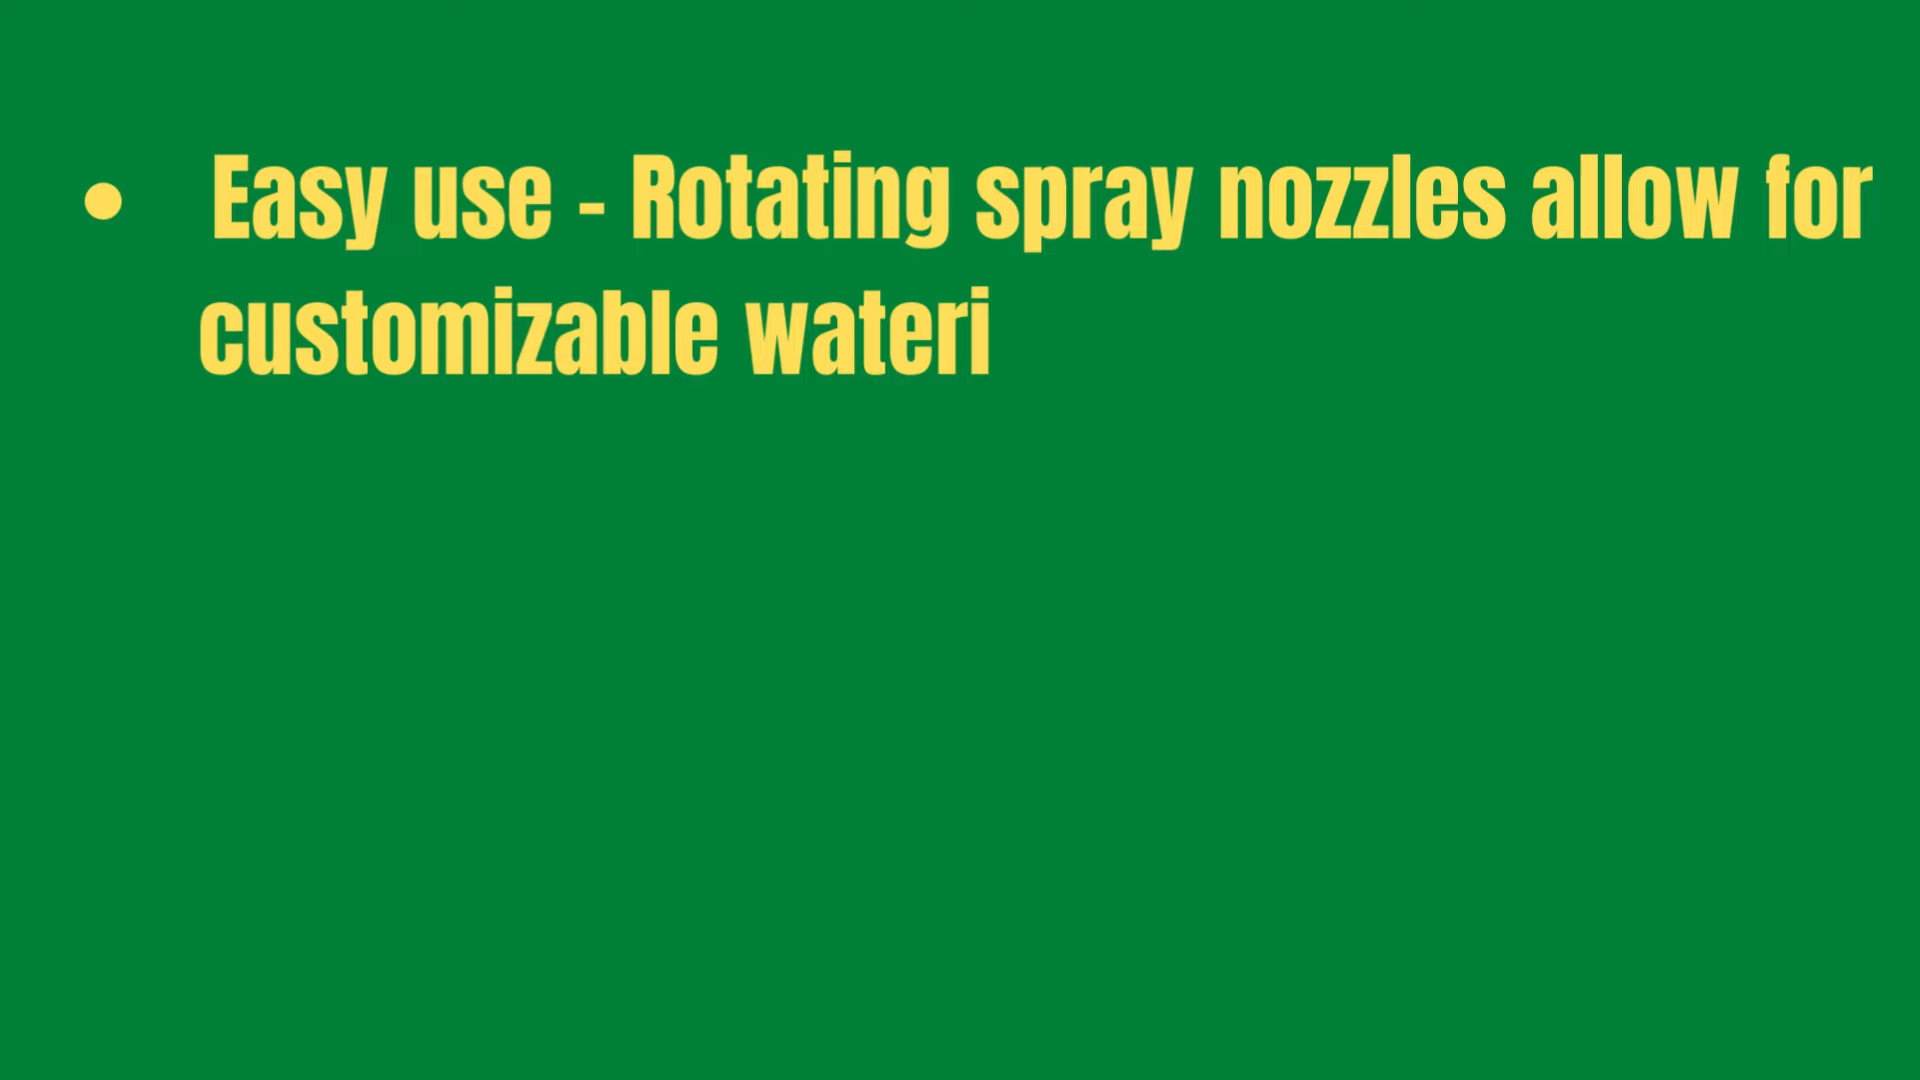 • Easy use - Rotating spray nozzles allow for
customizable wateri